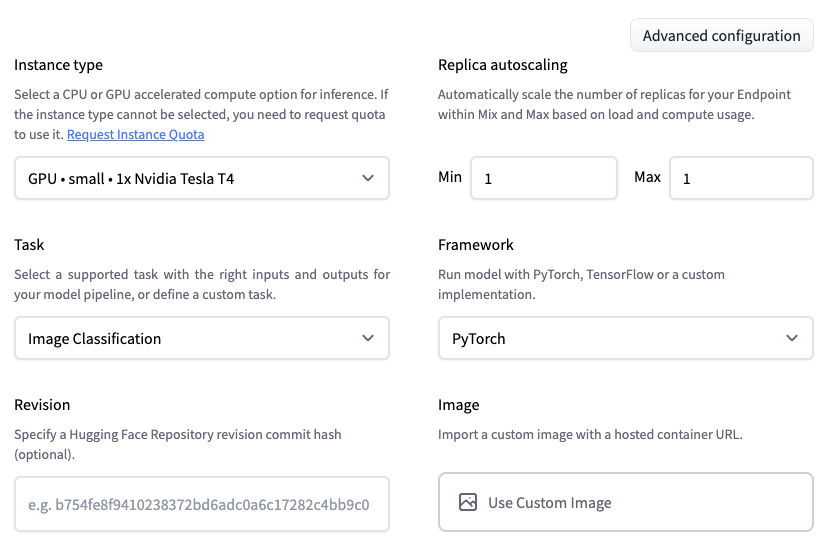 Advanced configuration
Instance type
Select a CPU or GPU accelerated compute option for inference. If
the instance type cannot be selected, you need to request quota
to use it. Request Instance Quota
GPU • small • 1x Nvidia Tesla T4
Replica autoscaling
Automatically scale the number of replicas for your Endpoint
within Mix and Max based on load and compute usage.
Min 1 Max 1
Task
Select a supported task with the right inputs and outputs for
your model pipeline, or define a custom task.
Image Classification
Framework
Run model with PyTorch, TensorFlow or a custom
implementation.
PyTorch
Revision
Specify a Hugging Face Repository revision commit hash
(optional).
e.g. b754fe8f9410238372bd6adc0a6c17282c4bb9c0
Image
Import a custom image with a hosted container URL.
Use Custom Image